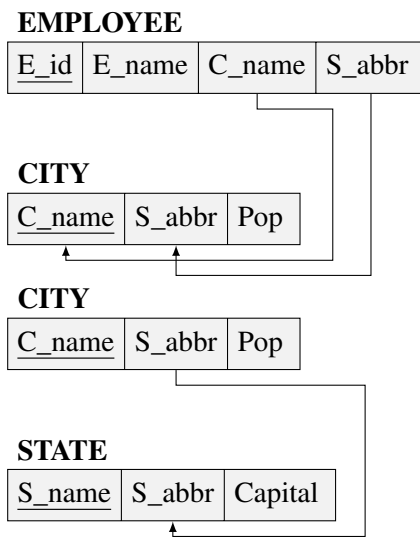 EMPLOYEE
E_id E_name C_name S_abbr
CITY
C_name S_abbr Pop
CITY
C_name S_abbr Pop
STATE
S_name S_abbr Capital